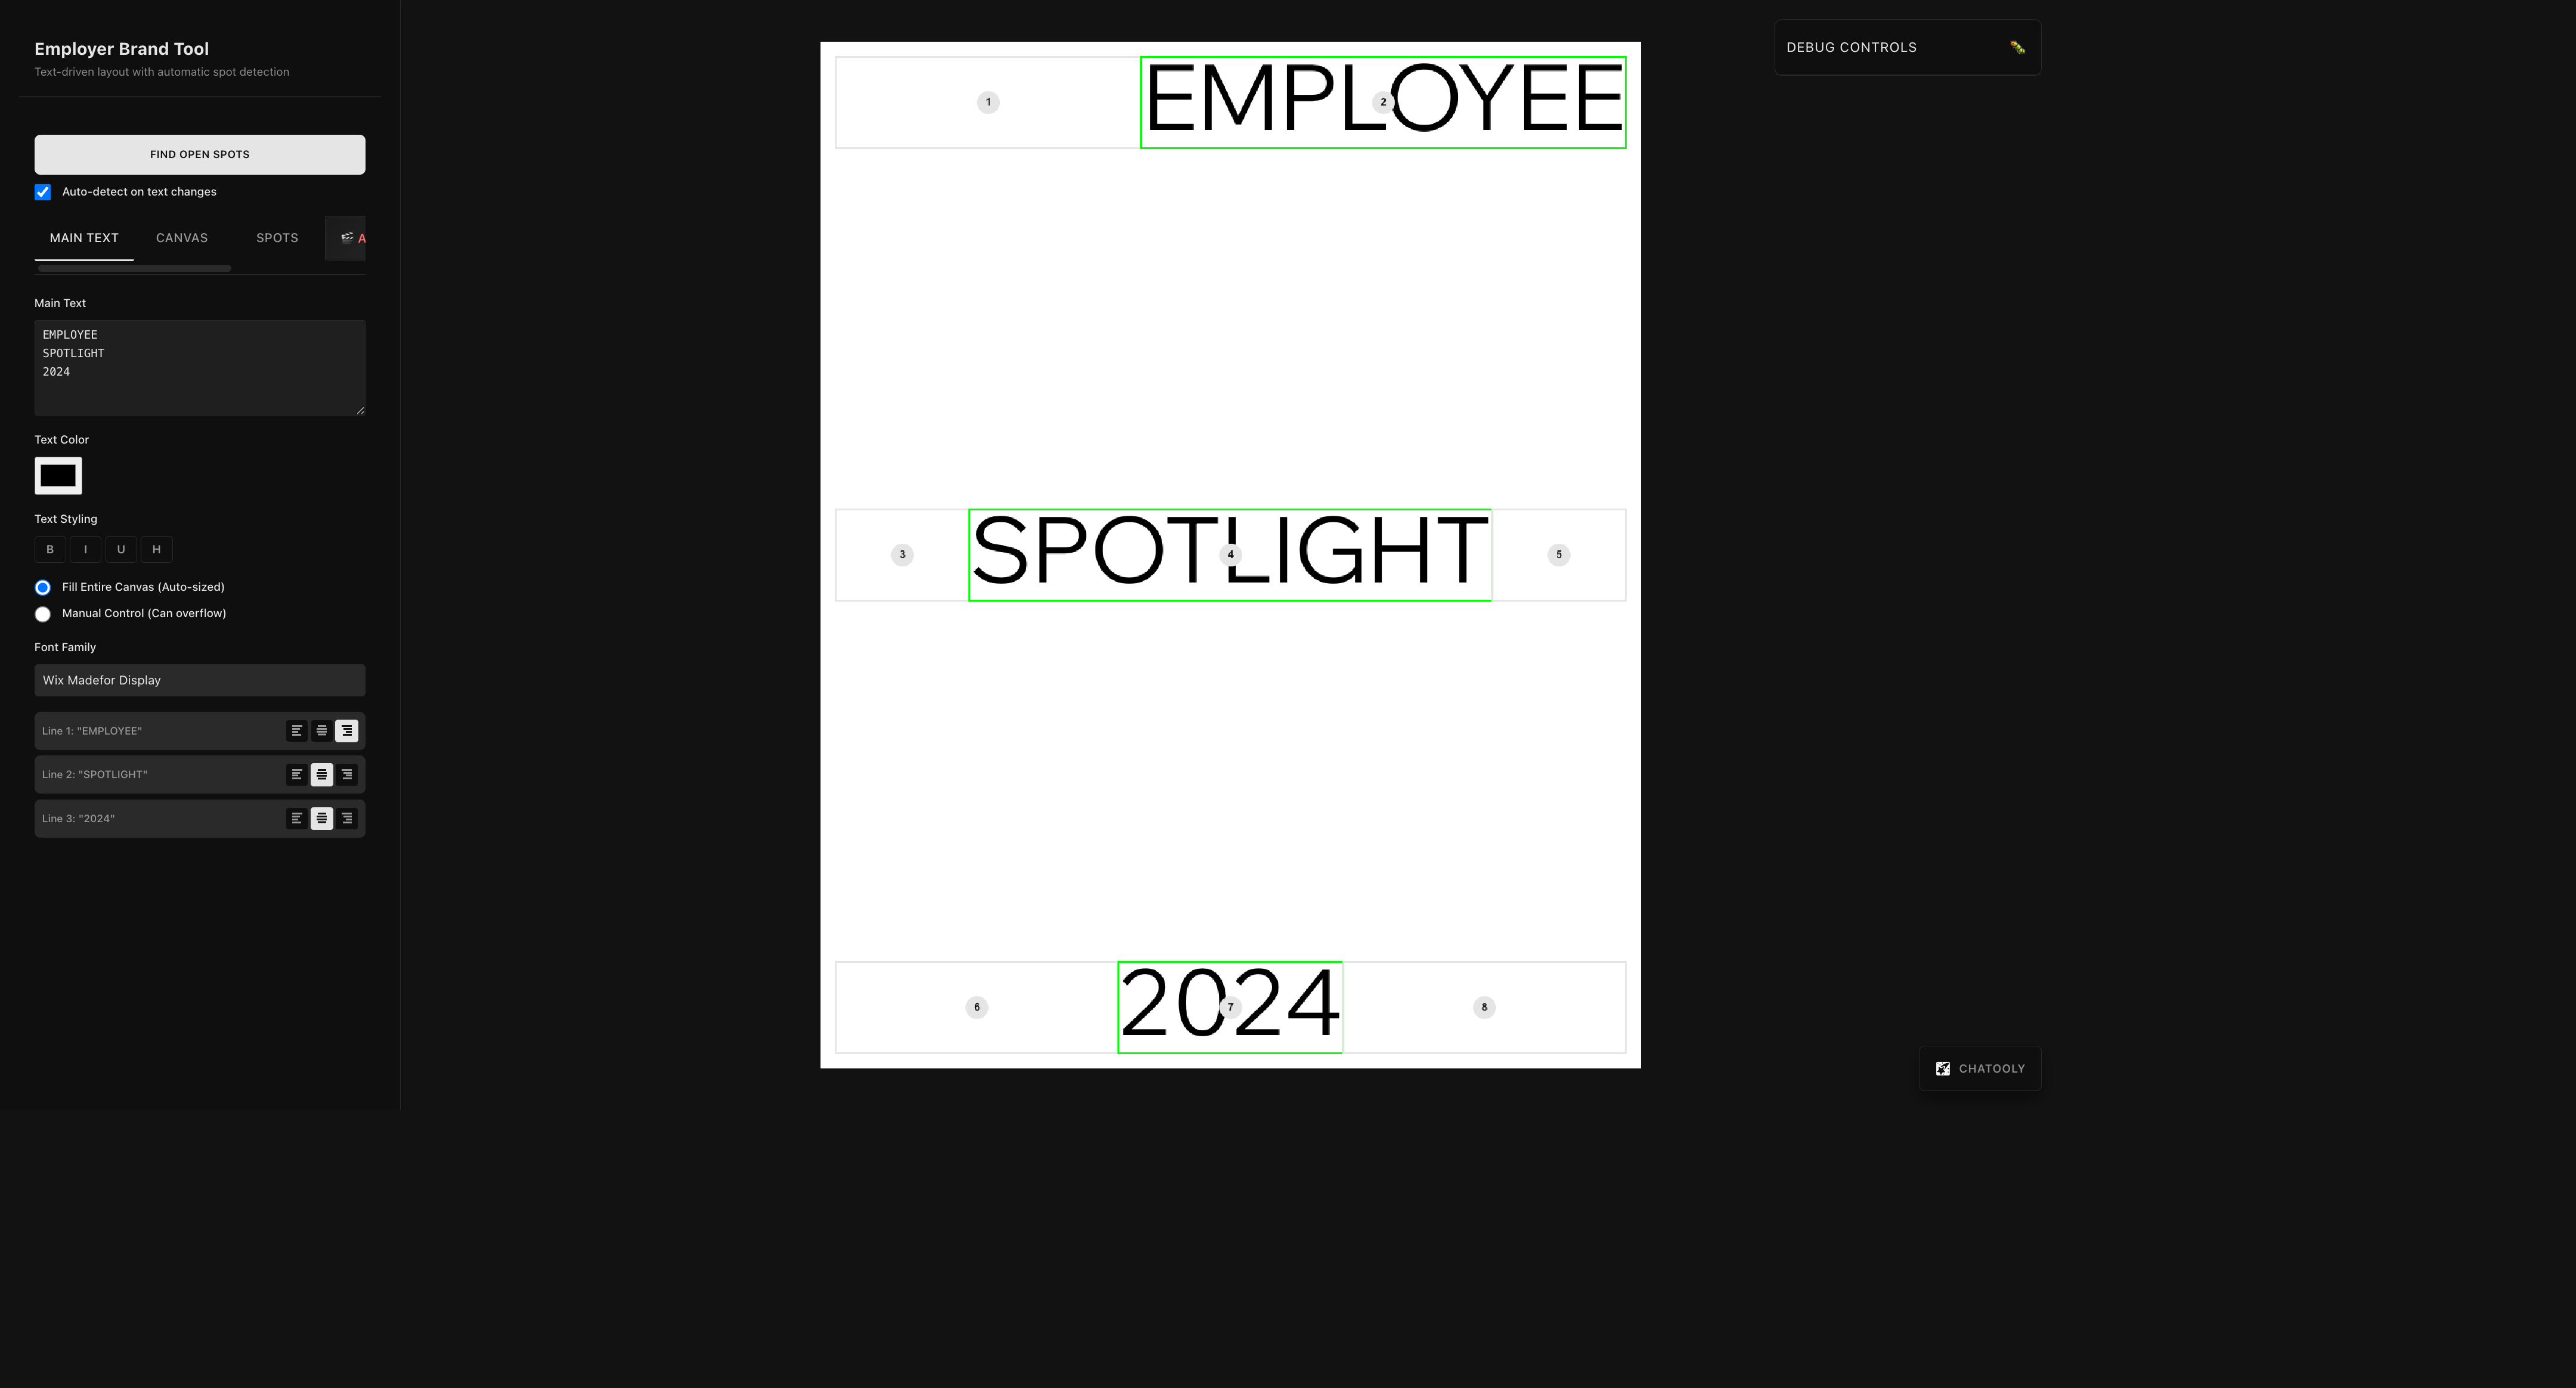 Employer Brand Tool
Text-driven layout with automatic spot detection
FIND OPEN SPOTS
Auto-detect on text changes
MAIN TEXT CANVAS SPOTS A
Main Text
EMPLOYEE
SPOTLIGHT
2024
Text Color
Text Styling
B I U H
Fill Entire Canvas (Auto-sized)
Manual Control (Can overflow)
Font Family
Wix Madefor Display
Line 1: "EMPLOYEE"
Line 2: "SPOTLIGHT"
Line 3: "2024"
1 EMPLOYEE 2
3 SPOTLIGHT 4 5
6 2024 7 8
DEBUG CONTROLS
CHATOOLY